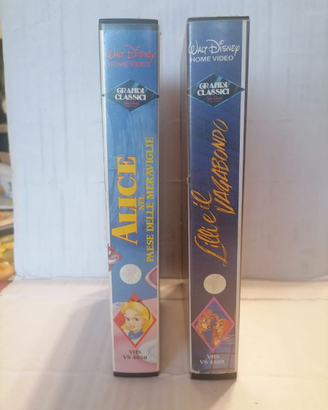 WALT DISNEY
HOME VIDEO
GRANDI
CLASSICI
ALICE
NEL
PAESE DELLE MERAVIGLIE
VHS
WALT DISNEY
HOME VIDEO
GRANDI
CLASSICI
Lilli e il
VAGABONDO
VHS